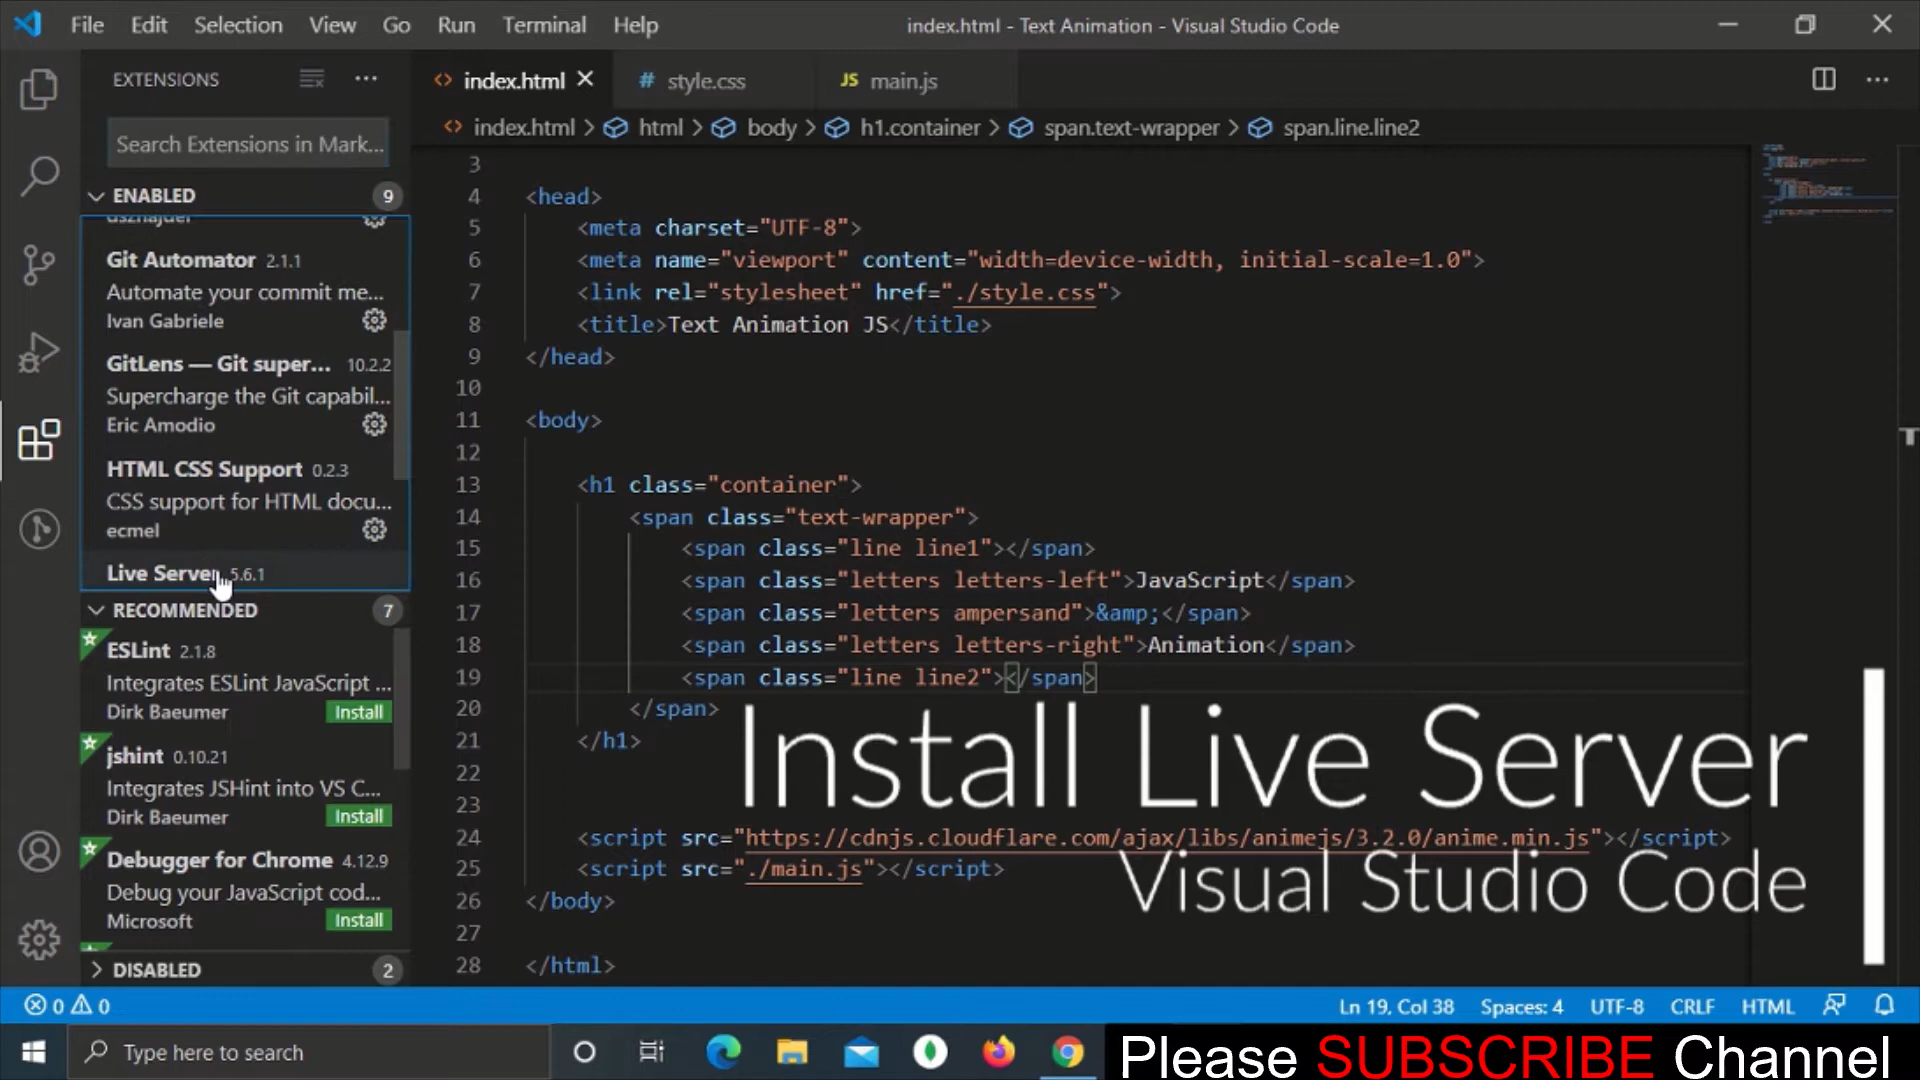 File Edit Selection View Go Run Terminal Help
index.html - Text Animation - Visual Studio Code
EXTENSIONS
Search Extensions in Mark...
ENABLED 9
dsznajder
Git Automator 2.1.1
Automate your commit me...
Ivan Gabriele
GitLens — Git super... 10.2.2
Supercharge the Git capabil...
Eric Amodio
HTML CSS Support 0.2.3
CSS support for HTML docu...
ecmel
Live Server 5.6.1
RECOMMENDED 7
ESLint 2.1.8
Integrates ESLint JavaScript ...
Dirk Baeumer Install
jshint 0.10.21
Integrates JSHint into VS C...
Dirk Baeumer Install
Debugger for Chrome 4.12.9
Debug your JavaScript cod...
Microsoft Install
DISABLED 2
index.html style.css JS main.js
index.html > html > body > h1.container > span.text-wrapper > span.line.line2
3
4 <head>
5 <meta charset="UTF-8">
6 <meta name="viewport" content="width=device-width, initial-scale=1.0">
7 <link rel="stylesheet" href="./style.css">
8 <title>Text Animation JS</title>
9 </head>
10
11 <body>
12
13 <h1 class="container">
14 <span class="text-wrapper">
15 <span class="line line1"></span>
16 <span class="letters letters-left">JavaScript</span>
17 <span class="letters ampersand">&amp;</span>
18 <span class="letters letters-right">Animation</span>
19 <span class="line line2"></span>
20 </span>
21 </h1>
22
23
24 <script src="https://cdnjs.cloudflare.com/ajax/libs/animejs/3.2.0/anime.min.js"></script>
25 <script src="./main.js"></script>
26 </body>
27
28 </html>
Install Live Server
Visual Studio Code
0 0
Ln 19, Col 38 Spaces: 4 UTF-8 CRLF HTML
Type here to search
Please SUBSCRIBE Channel